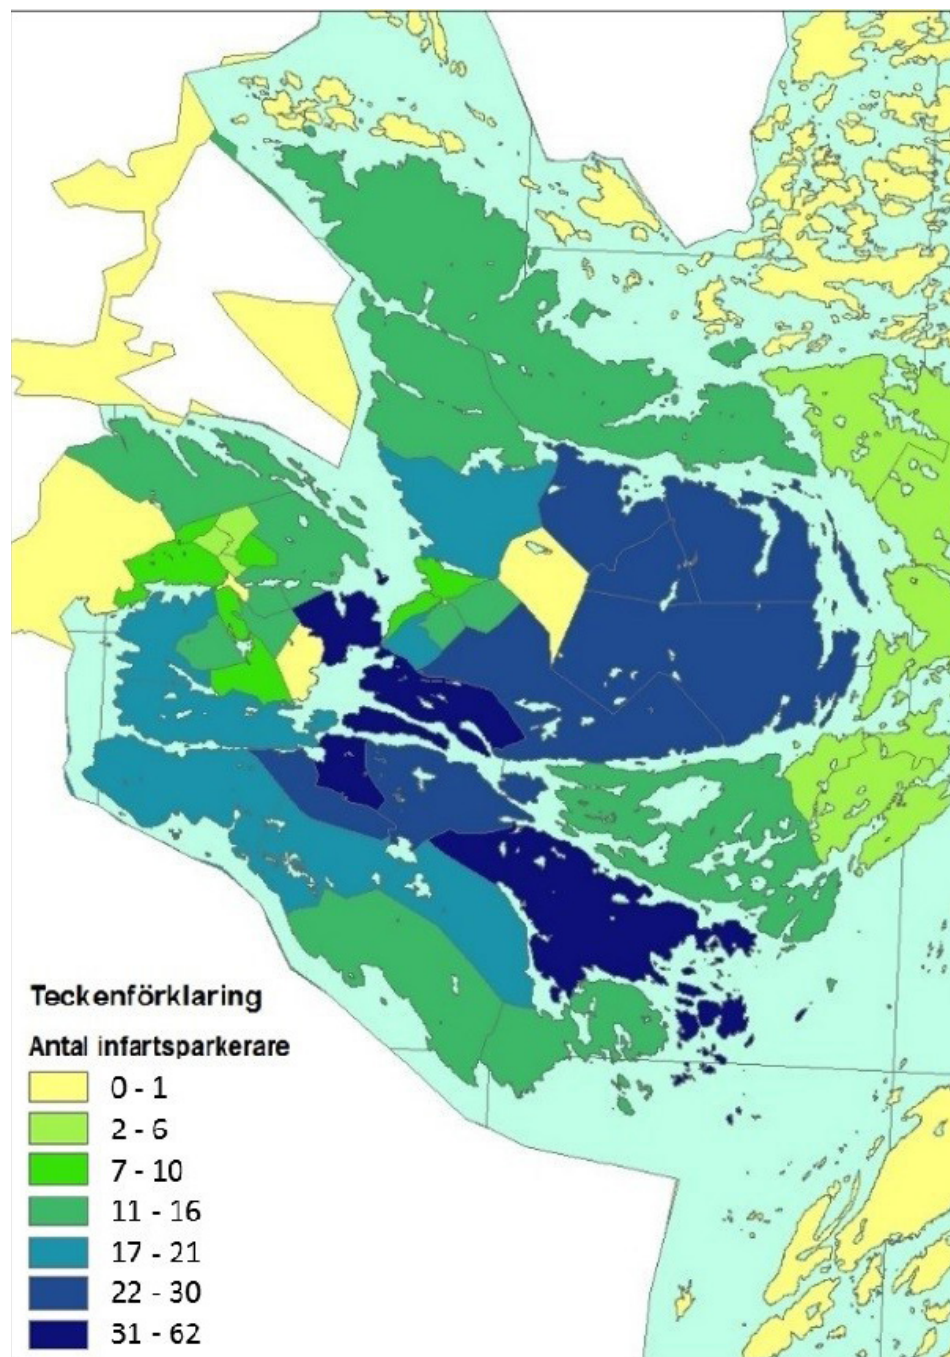 Teckenförklaring
Antal infartsparkerare
0 - 1
2 - 6
7 - 10
11 - 16
17 - 21
22 - 30
31 - 62